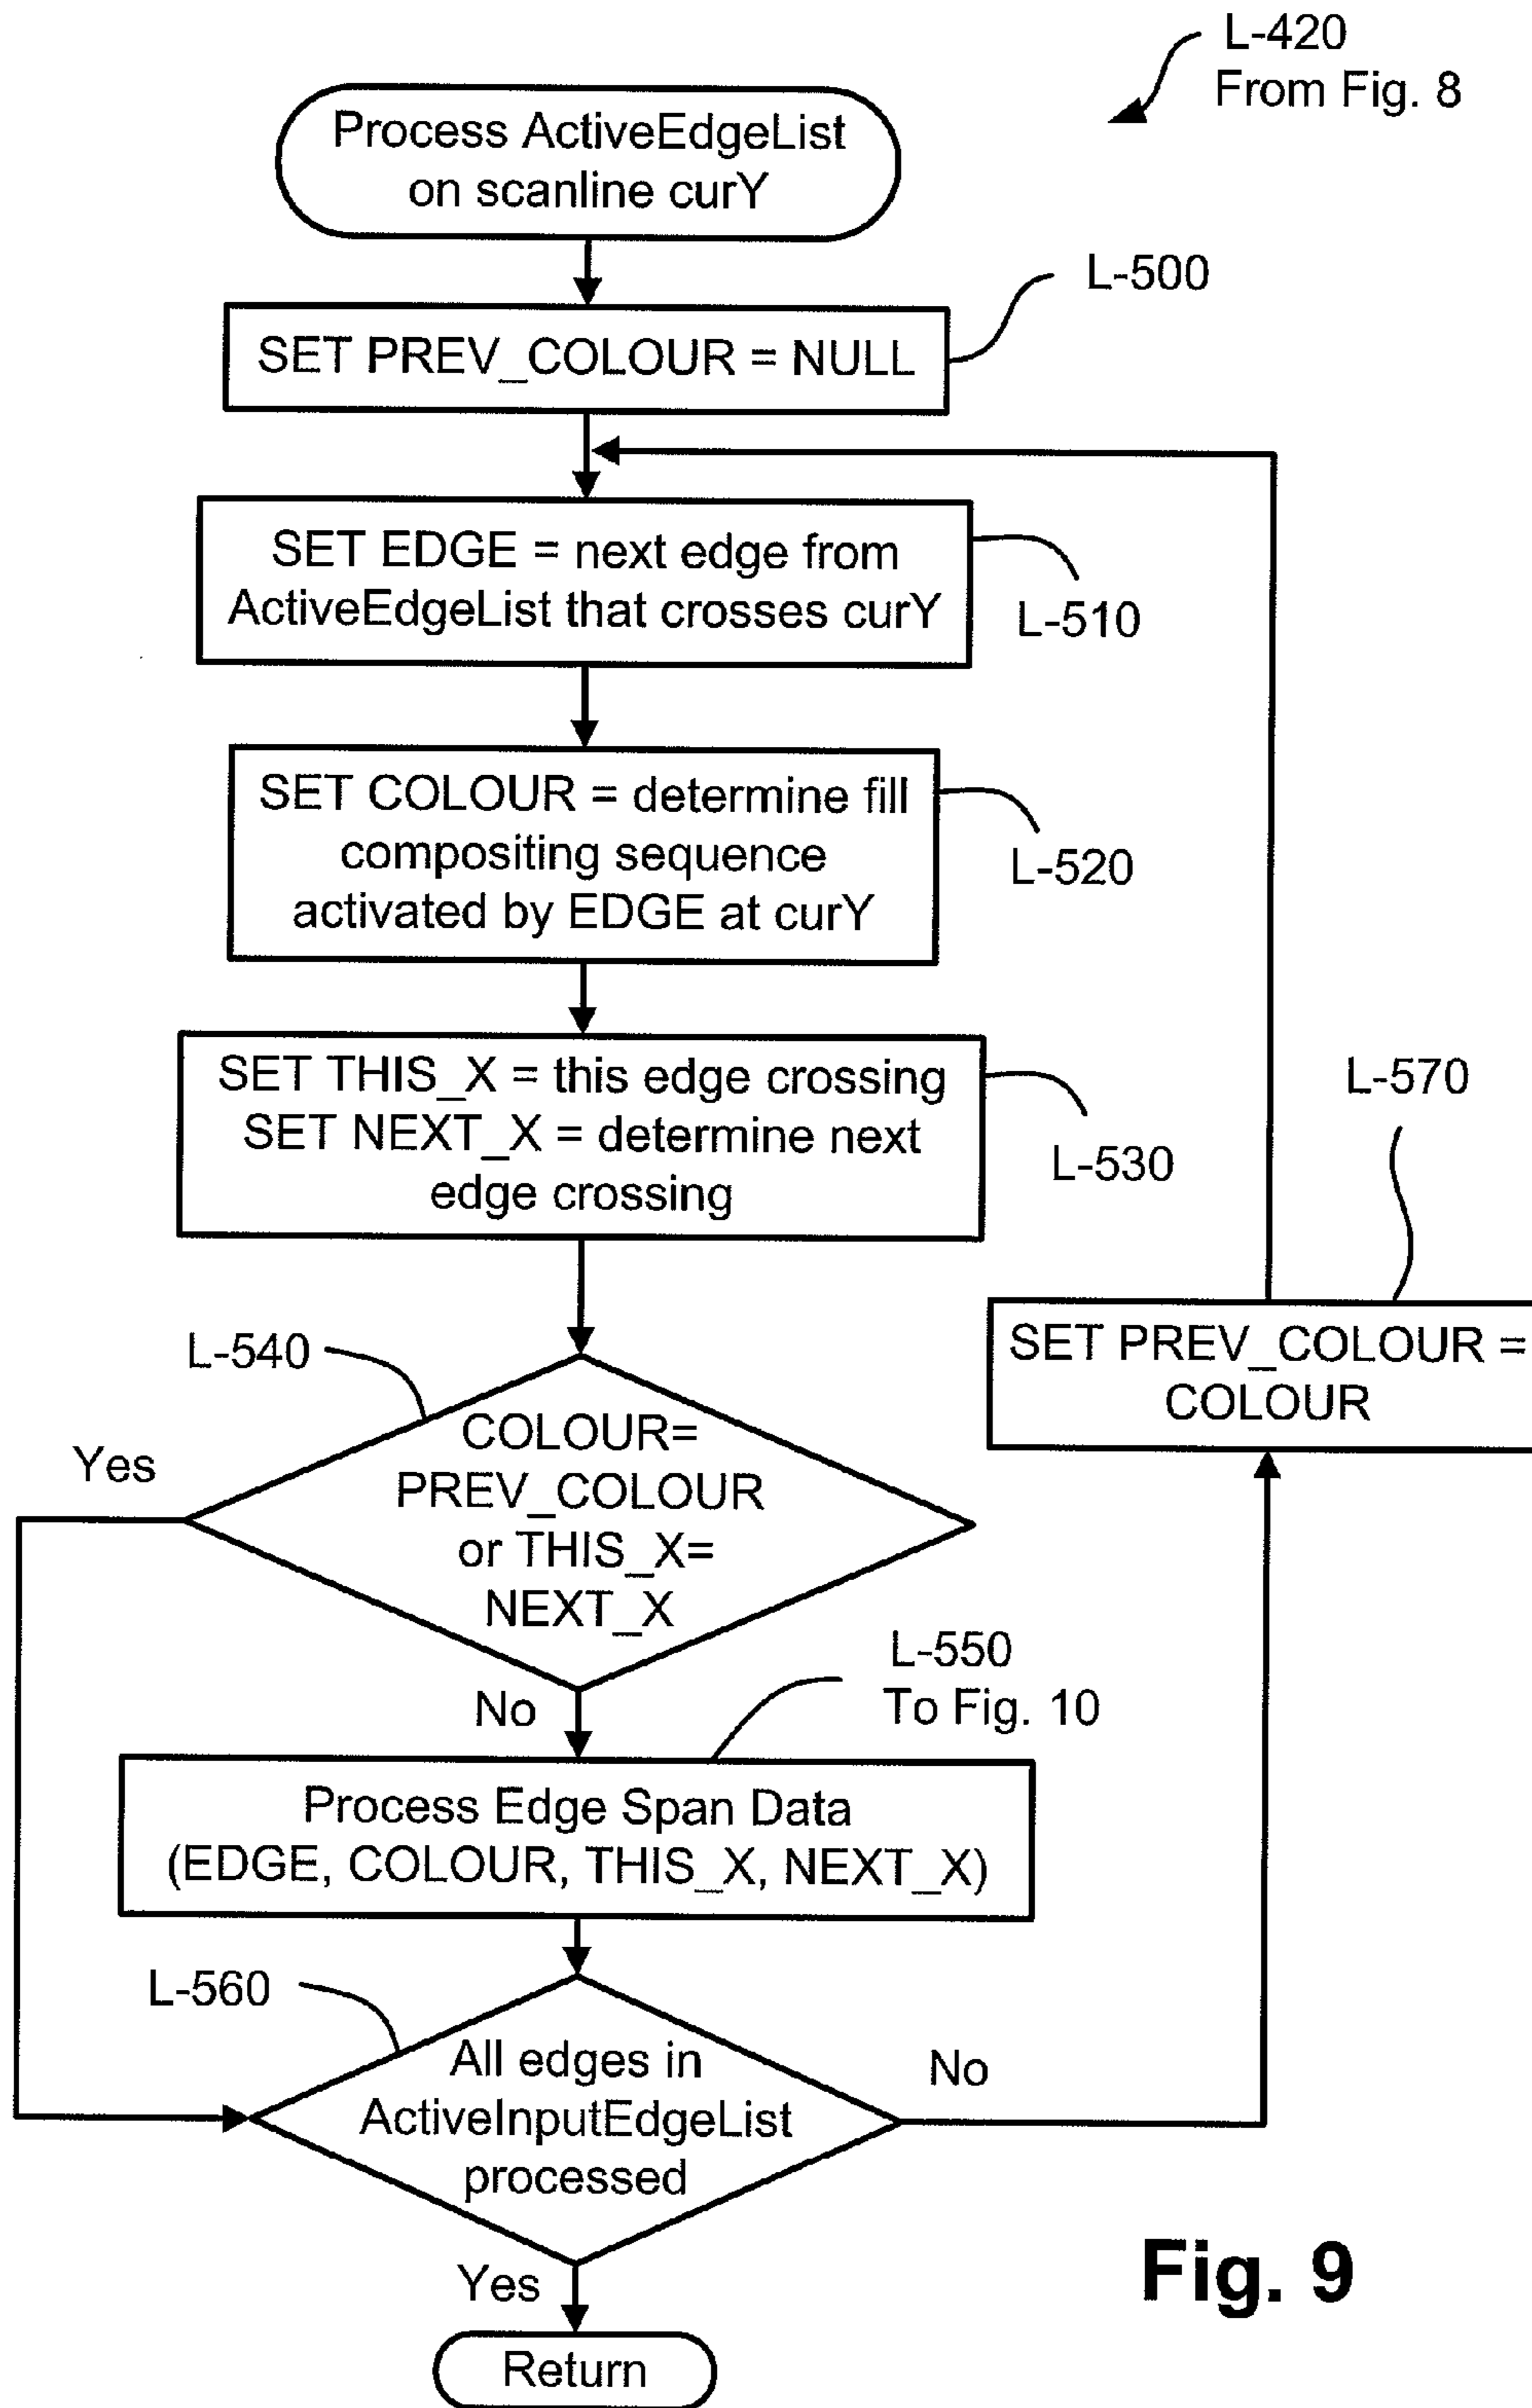 L-420
From Fig. 8
Process ActiveEdgeList
on scanline curY
L-500
SET PREV_COLOUR = NULL
SET EDGE = next edge from
ActiveEdgeList that crosses curY
L-510
SET COLOUR = determine fill
compositing sequence
activated by EDGE at curY
L-520
SET THIS_X = this edge crossing
SET NEXT_X = determine next
edge crossing
L-530
L-570
SET PREV_COLOUR =
COLOUR
L-540
COLOUR=
PREV_COLOUR
or THIS_X=
NEXT_X
Yes
No
L-550
To Fig. 10
Process Edge Span Data
(EDGE, COLOUR, THIS_X, NEXT_X)
L-560
All edges in
ActiveInputEdgeList
processed
No
Yes
Return
Fig. 9